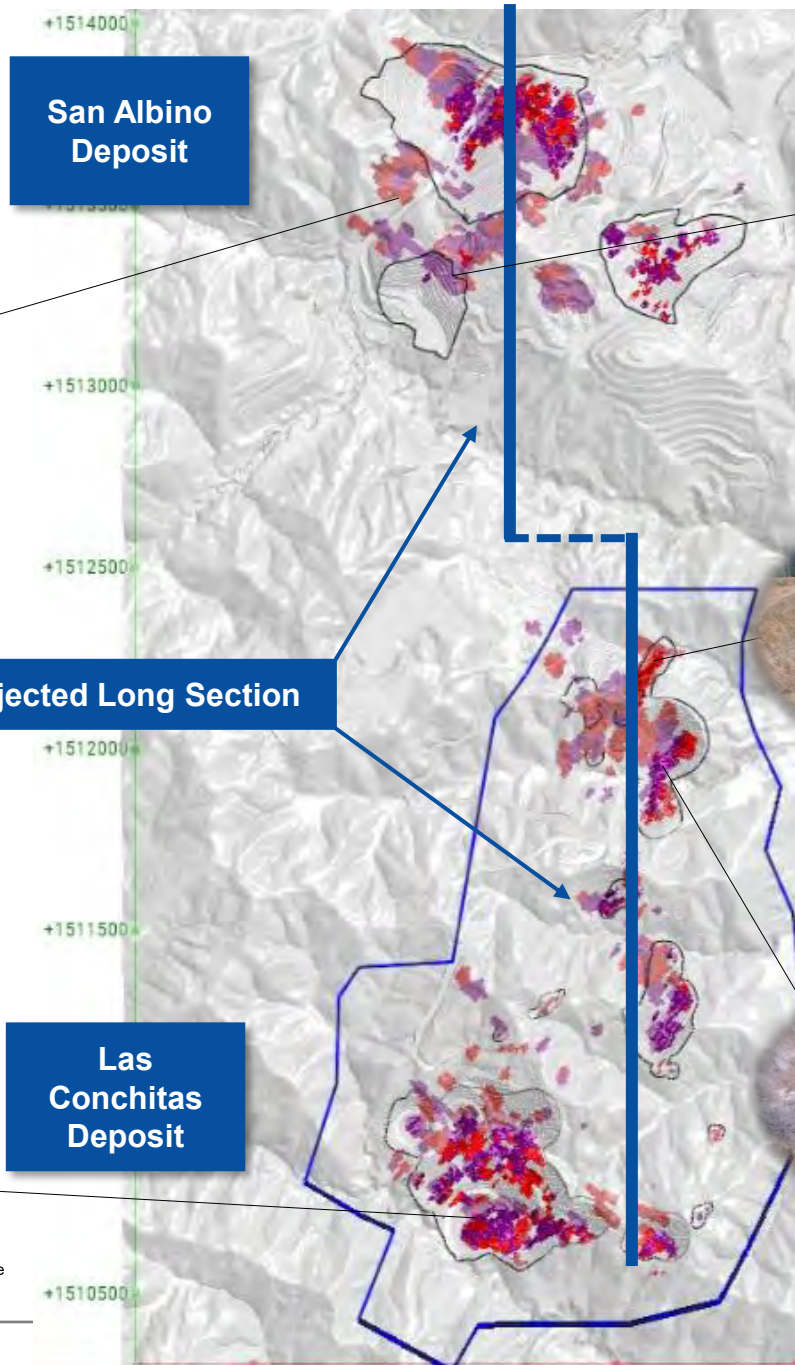 +1514000
San Albino
Deposit
+1513000
+1512500
jected Long Section
+1512000
+1511500
Las
Conchitas
Deposit
e
+1510500